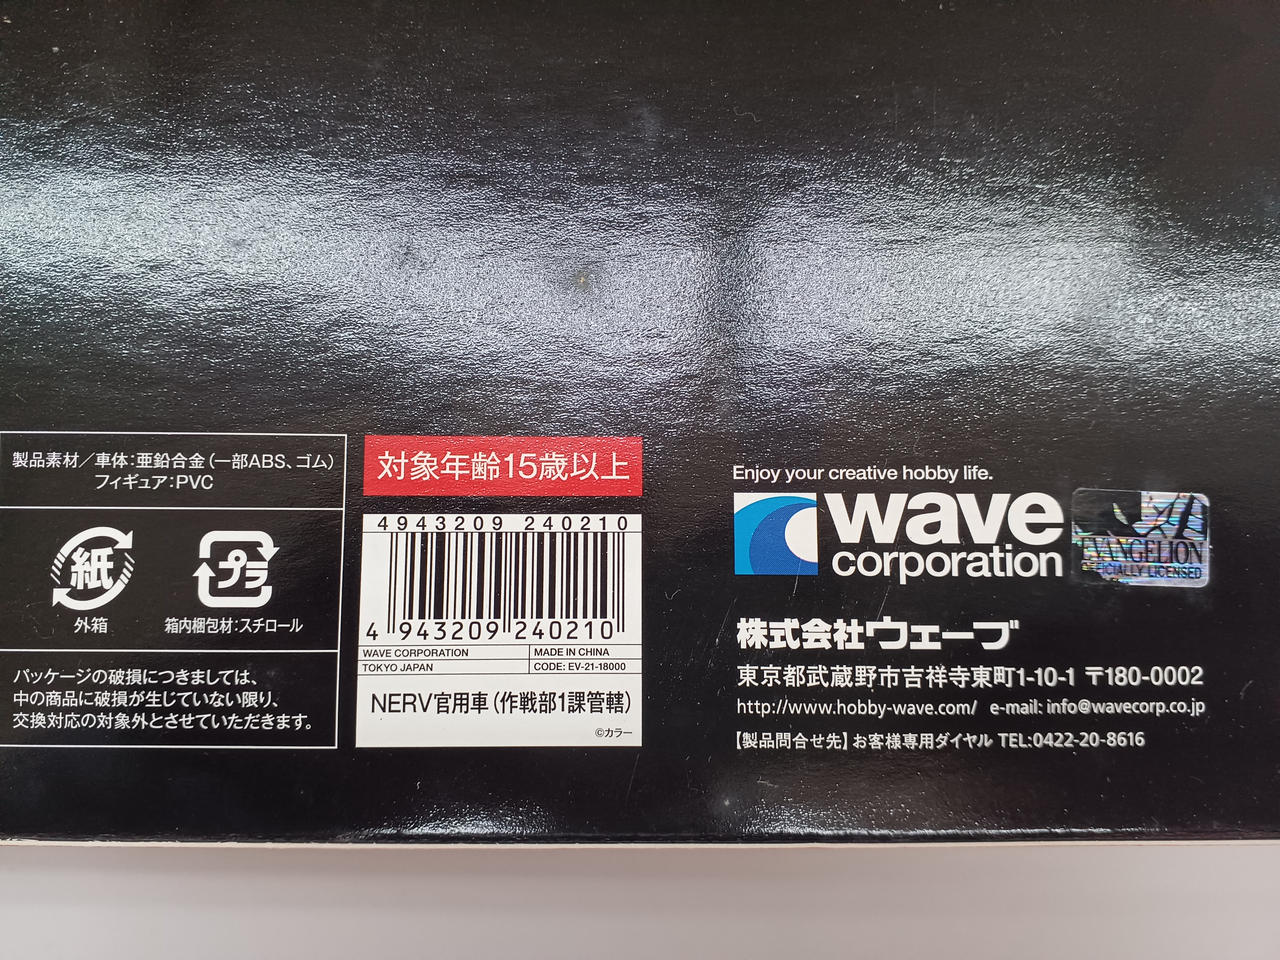 製品素材／車体：亜鉛合金（一部ABS、ゴム）
フィギュア：PVC
紙
外箱
プラ
箱内梱包材：スチロール
パッケージの破損につきましては、
中の商品に破損が生じていない限り、
交換対応の対象外とさせていただきます。
対象年齢15歳以上
4943209 240210
4 943209 240210
WAVE CORPORATION
TOKYO JAPAN
MADE IN CHINA
CODE: EV-21-18000
NERV官用車（作戦部1課管轄）
©カラー
Enjoy your creative hobby life.
wave
corporation
EVANGELION
OFFICIALLY LICENSED
株式会社ウェーブ
東京都武蔵野市吉祥寺東町1-10-1 〒180-0002
http://www.hobby-wave.com/ e-mail: info@wavecorp.co.jp
【製品問合せ先】お客様専用ダイヤル TEL:0422-20-8616